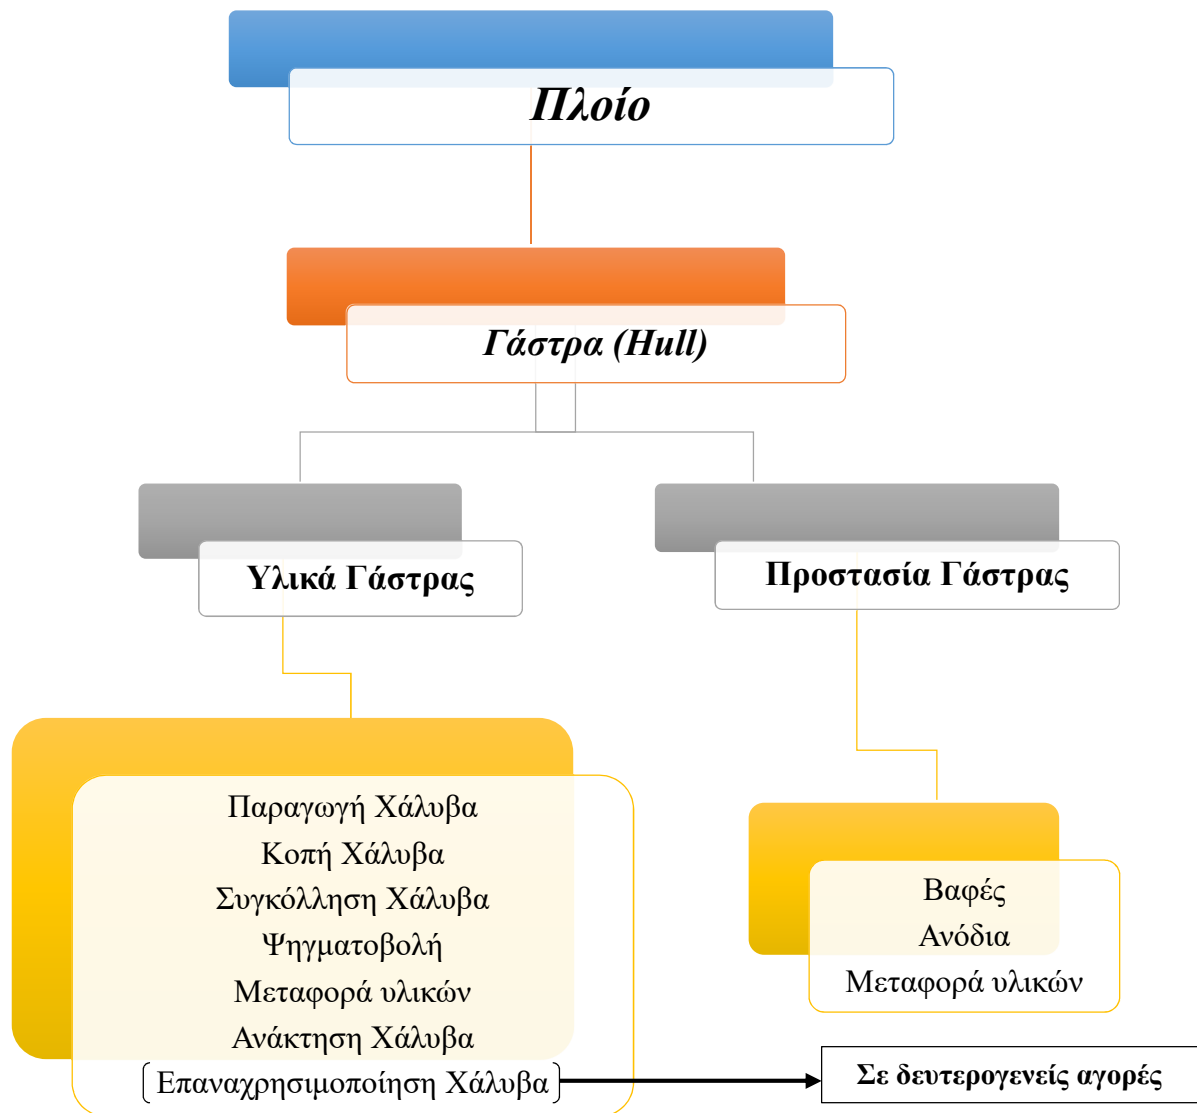 Πλοίο
Γάστρα (Hull)
Υλικά Γάστρας
Προστασία Γάστρας
Παραγωγή Χάλυβα
Κοπή Χάλυβα
Συγκόλληση Χάλυβα
Ψηγματοβολή
Μεταφορά υλικών
Ανάκτηση Χάλυβα
Επαναχρησιμοποίηση Χάλυβα
Βαφές
Ανόδια
Μεταφορά υλικών
Σε δευτερογενείς αγορές